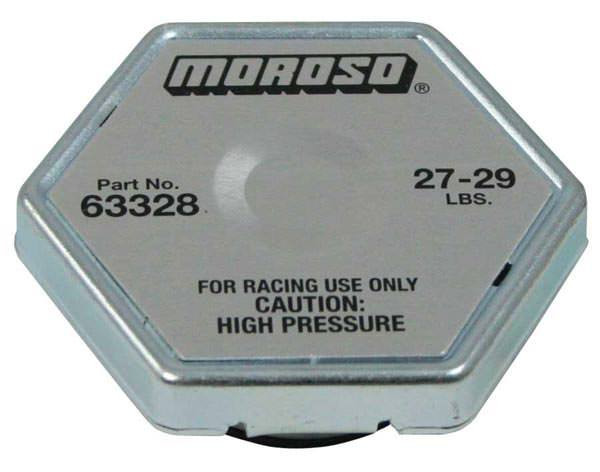 MOROSO®
Part No.
63328
27-29
LBS.
FOR RACING USE ONLY
CAUTION:
HIGH PRESSURE